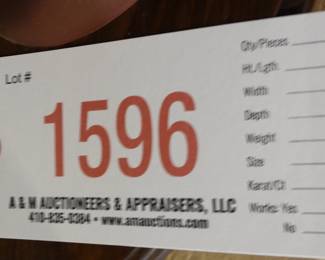 Lot #
1596
A & M AUCTIONEERS & APPRAISERS, LLC
410-835-0384 • www.amauctions.com
Qty/Pieces
Ht./Lgth.
Width
Depth
Weight
Size
Karat/Ct
Works: Yes
No